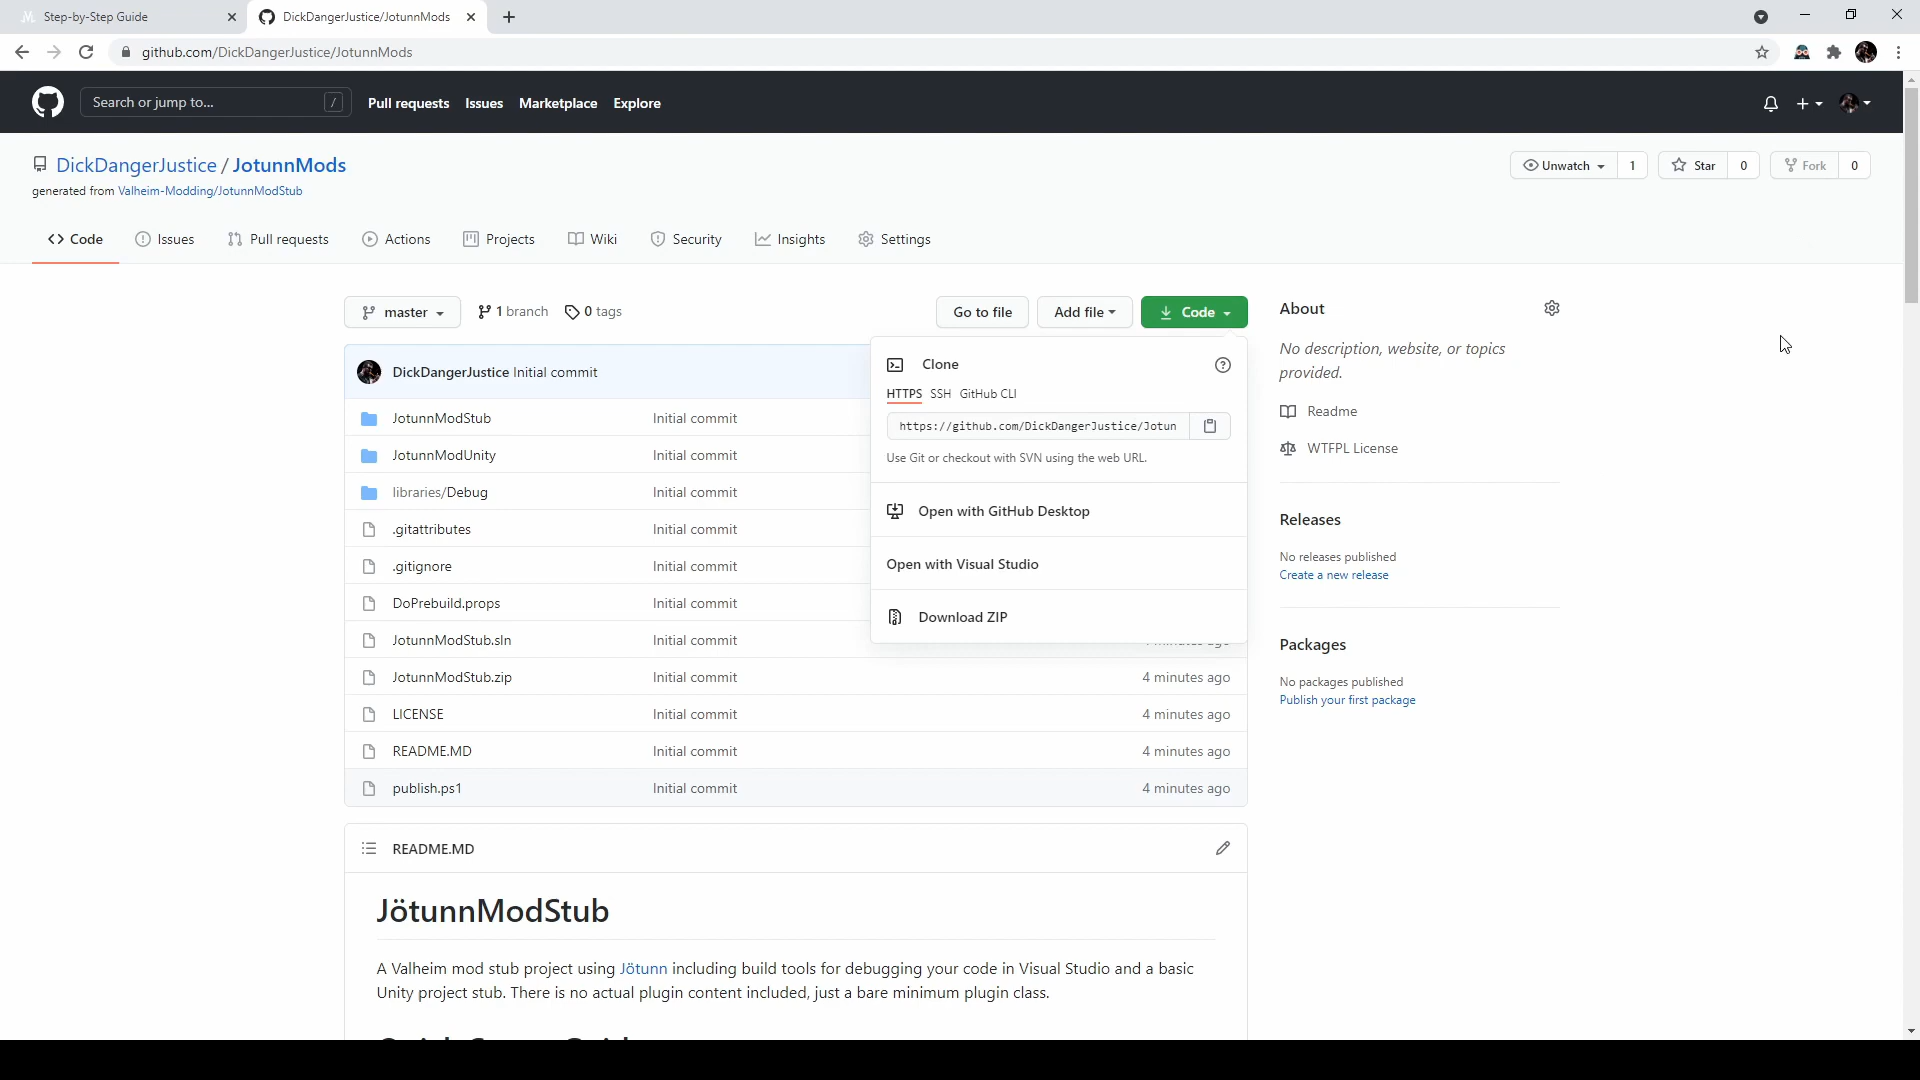 Step-by-Step Guide
DickDangerJustice/JotunnMods
github.com/DickDangerJustice/JotunnMods
Search or jump to...
/
Pull requests
Issues
Marketplace
Explore
DickDangerJustice / JotunnMods
generated from Valheim-Modding/JotunnModStub
Unwatch 1
Star 0
Fork 0
Code
Issues
Pull requests
Actions
Projects
Wiki
Security
Insights
Settings
master
1 branch
0 tags
Go to file
Add file
Code
DickDangerJustice Initial commit
JotunnModStub Initial commit
JotunnModUnity Initial commit
libraries/Debug Initial commit
.gitattributes Initial commit
.gitignore Initial commit
DoPrebuild.props Initial commit
JotunnModStub.sln Initial commit
JotunnModStub.zip Initial commit 4 minutes ago
LICENSE Initial commit 4 minutes ago
README.MD Initial commit 4 minutes ago
publish.ps1 Initial commit 4 minutes ago
Clone
HTTPS SSH GitHub CLI
https://github.com/DickDangerJustice/Jotun
Use Git or checkout with SVN using the web URL.
Open with GitHub Desktop
Open with Visual Studio
Download ZIP
About
No description, website, or topics
provided.
Readme
WTFPL License
Releases
No releases published
Create a new release
Packages
No packages published
Publish your first package
README.MD
JötunnModStub
A Valheim mod stub project using Jötunn including build tools for debugging your code in Visual Studio and a basic
Unity project stub. There is no actual plugin content included, just a bare minimum plugin class.